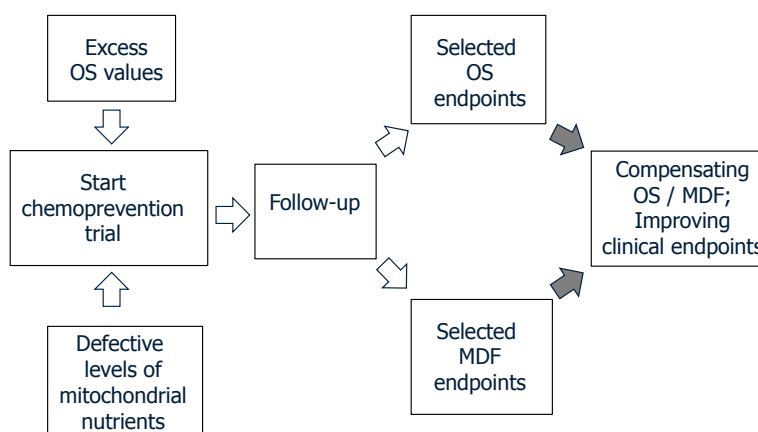 Excess
OS values
Start
chemoprevention
trial
Defective
levels of
mitochondrial
nutrients
Follow-up
Selected
OS
endpoints
Selected
MDF
endpoints
Compensating
OS / MDF;
Improving
clinical endpoints